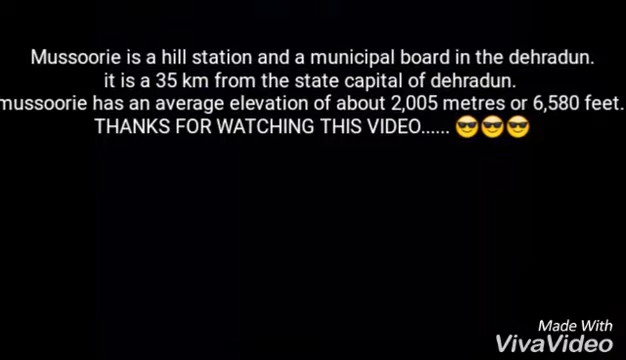 Mussoorie is a hill station and a municipal board in the dehradun.
it is a 35 km from the state capital of dehradun.
mussoorie has an average elevation of about 2,005 metres or 6,580 feet.
THANKS FOR WATCHING THIS VIDEO...... 😎😎😎
Made With
VivaVideo